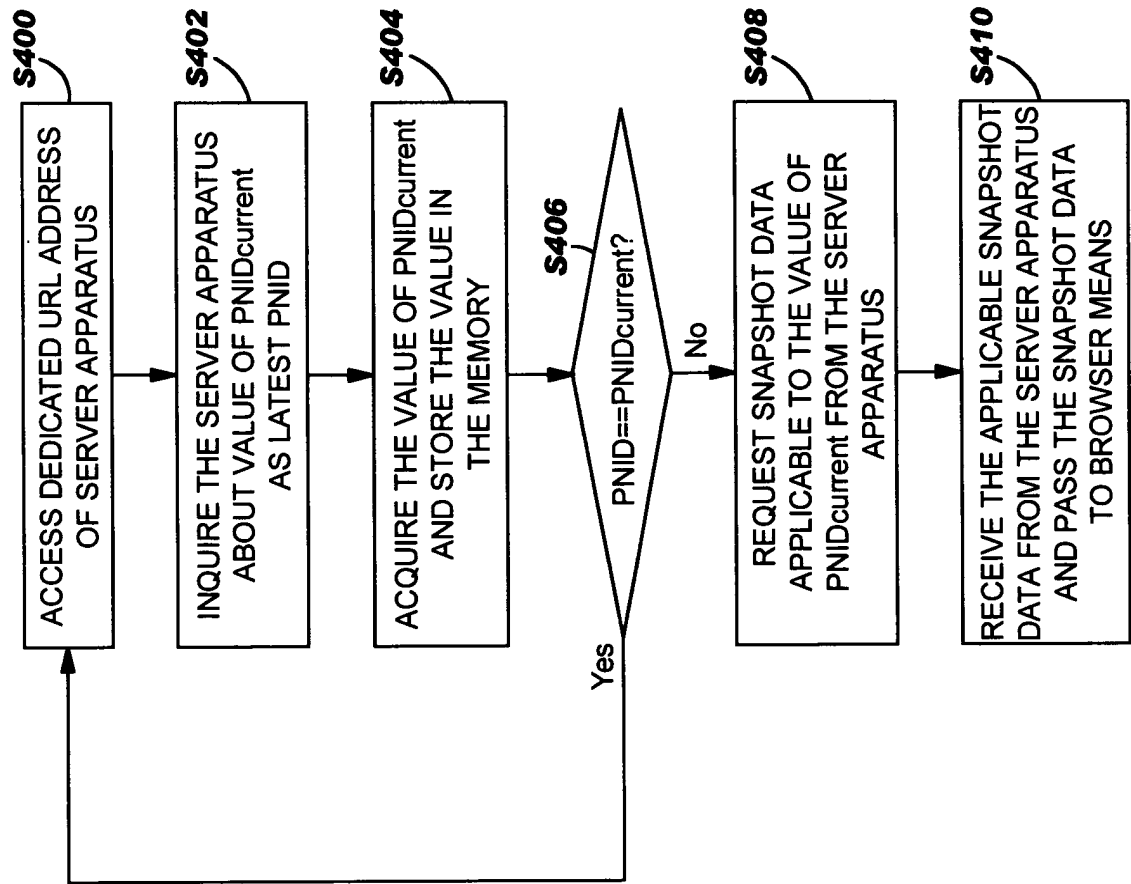 S400
ACCESS DEDICATED URL ADDRESS
OF SERVER APPARATUS
S402
INQUIRE THE SERVER APPARATUS
ABOUT VALUE OF PNIDcurrent
AS LATEST PNID
S404
ACQUIRE THE VALUE OF PNIDcurrent
AND STORE THE VALUE IN
THE MEMORY
S406
PNID==PNIDcurrent?
Yes
No
S408
REQUEST SNAPSHOT DATA
APPLICABLE TO THE VALUE OF
PNIDcurrent FROM THE SERVER
APPARATUS
S410
RECEIVE THE APPLICABLE SNAPSHOT
DATA FROM THE SERVER APPARATUS
AND PASS THE SNAPSHOT DATA
TO BROWSER MEANS